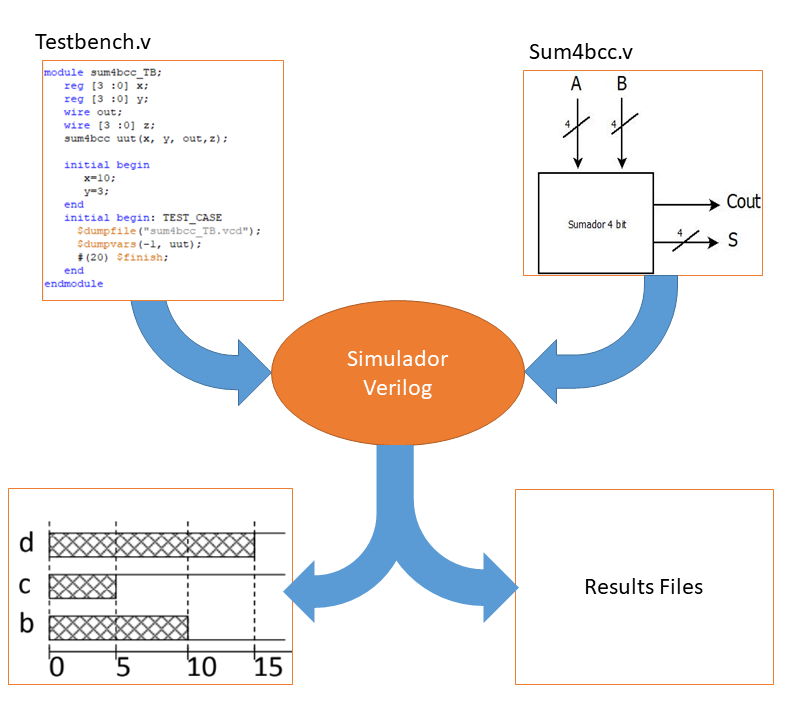 Testbench.v
module sum4bcc_TB;
reg [3 :0] x;
reg [3 :0] y;
wire out;
wire [3 :0] z;
sum4bcc uut(x, y, out,z);
initial begin
x=10;
y=3;
end
initial begin: TEST_CASE
$dumpfile("sum4bcc_TB.vcd");
$dumpvars(-1, uut);
#(20) $finish;
end
endmodule
Sum4bcc.v
A B
4 4
Sumador 4 bit
Cout
4 S
Simulador
Verilog
d
c
b
0 5 10 15
Results Files